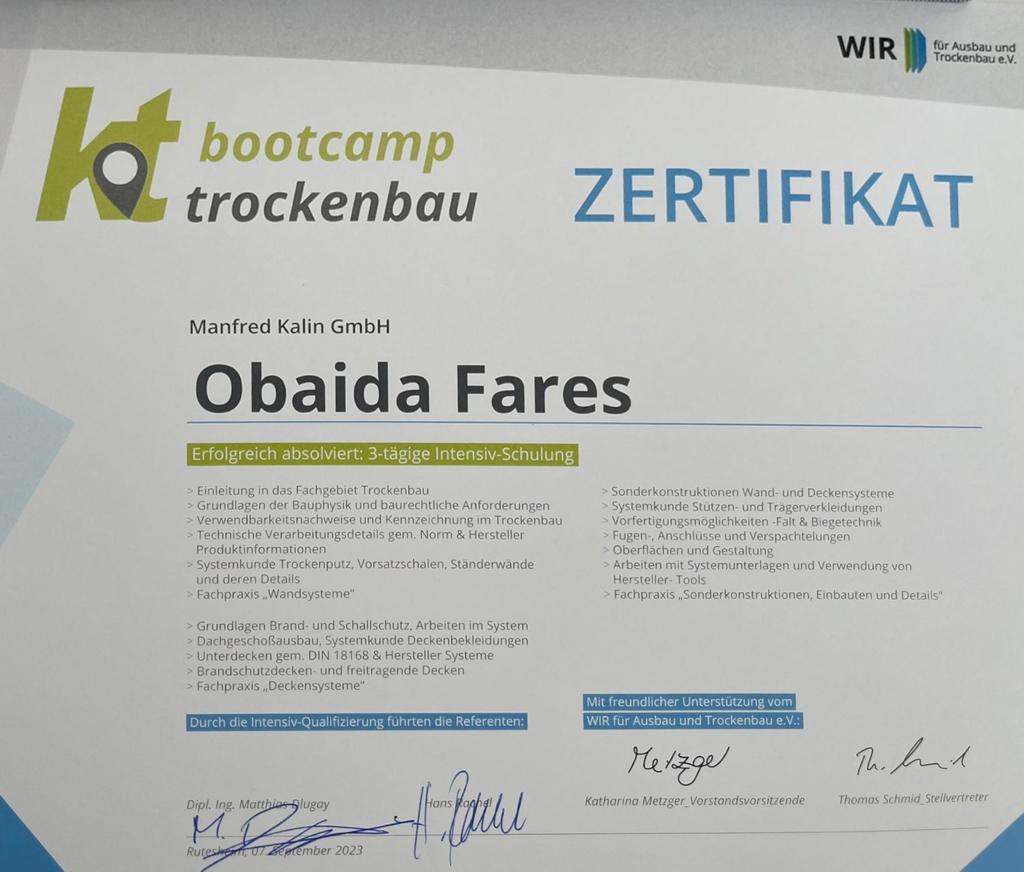 WIR für Ausbau und
Trockenbau e.V.
kt bootcamp
trockenbau
ZERTIFIKAT
Manfred Kalin GmbH
Obaida Fares
Erfolgreich absolviert: 3-tägige Intensiv-Schulung
> Einleitung in das Fachgebiet Trockenbau
> Grundlagen der Bauphysik und baurechtliche Anforderungen
> Verwendbarkeitsnachweise und Kennzeichnung im Trockenbau
> Technische Verarbeitungsdetails gem. Norm & Hersteller
Produktinformationen
> Systemkunde Trockenputz, Vorsatzschalen, Ständerwände
und deren Details
> Fachpraxis „Wandsysteme“
> Grundlagen Brand- und Schallschutz, Arbeiten im System
> Dachgeschoßausbau, Systemkunde Deckenbekleidungen
> Unterdecken gem. DIN 18168 & Hersteller Systeme
> Brandschutzdecken- und freitragende Decken
> Fachpraxis „Deckensysteme“
> Sonderkonstruktionen Wand- und Deckensysteme
> Systemkunde Stützen- und Trägerverkleidungen
> Vorfertigungsmöglichkeiten -Falt & Biegetechnik
> Fugen-, Anschlüsse und Verspachtelungen
> Oberflächen und Gestaltung
> Arbeiten mit Systemunterlagen und Verwendung von
Hersteller- Tools
> Fachpraxis „Sonderkonstruktionen, Einbauten und Details“
Durch die Intensiv-Qualifizierung führten die Referenten:
Mit freundlicher Unterstützung vom
WIR für Ausbau und Trockenbau e.V.:
Metzger
Th.
Dipl. Ing. Matthias Dlugay
Hans
Katharina Metzger_Vorstandsvorsitzende
Thomas Schmid_Stellvertreter
M.
H.
Rutesheim, 07. September 2023